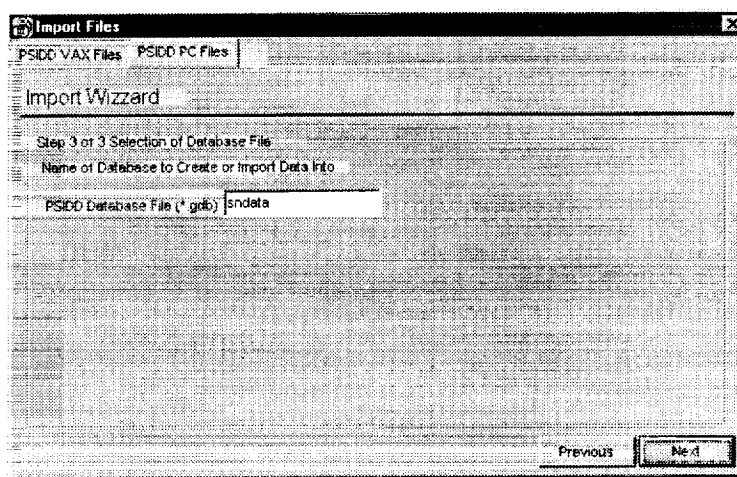 Import Files
PSIDD VAX Files PSIDD PC Files
Import Wizzard
Step 3 of 3 Selection of Database File
Name of Database to Create or Import Data Into
PSIDD Database File (*.gdb) sndata
Previous Next